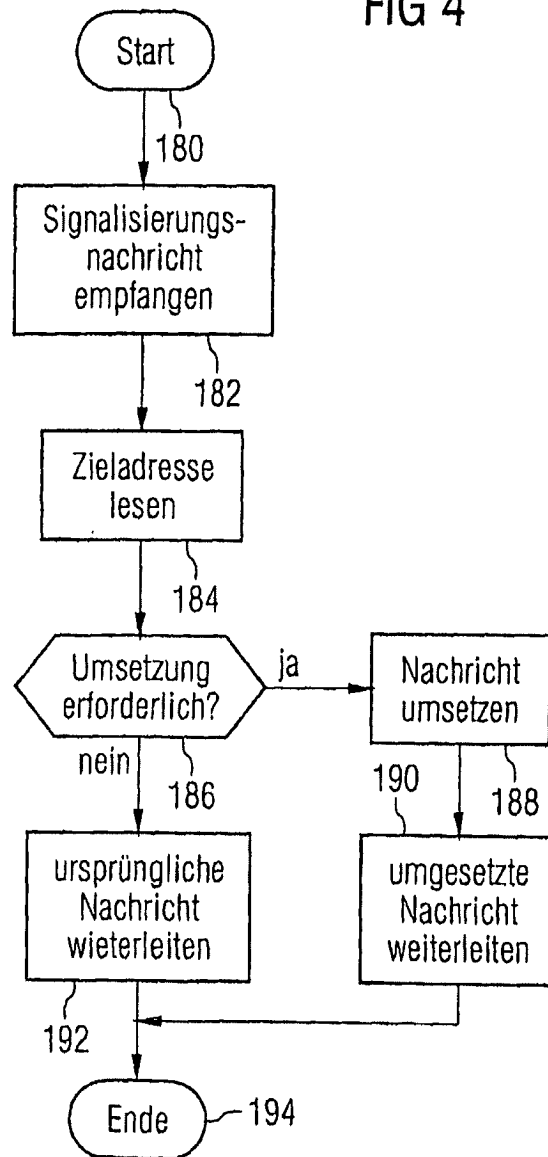 FIG 4
Start
180
Signalisierungs-
nachricht
empfangen
182
Zieladresse
lesen
184
Umsetzung
erforderlich?
186
ja
nein
Nachricht
umsetzen
188
190
ursprüngliche
Nachricht
wieterleiten
192
umgesetzte
Nachricht
weiterleiten
Ende
194